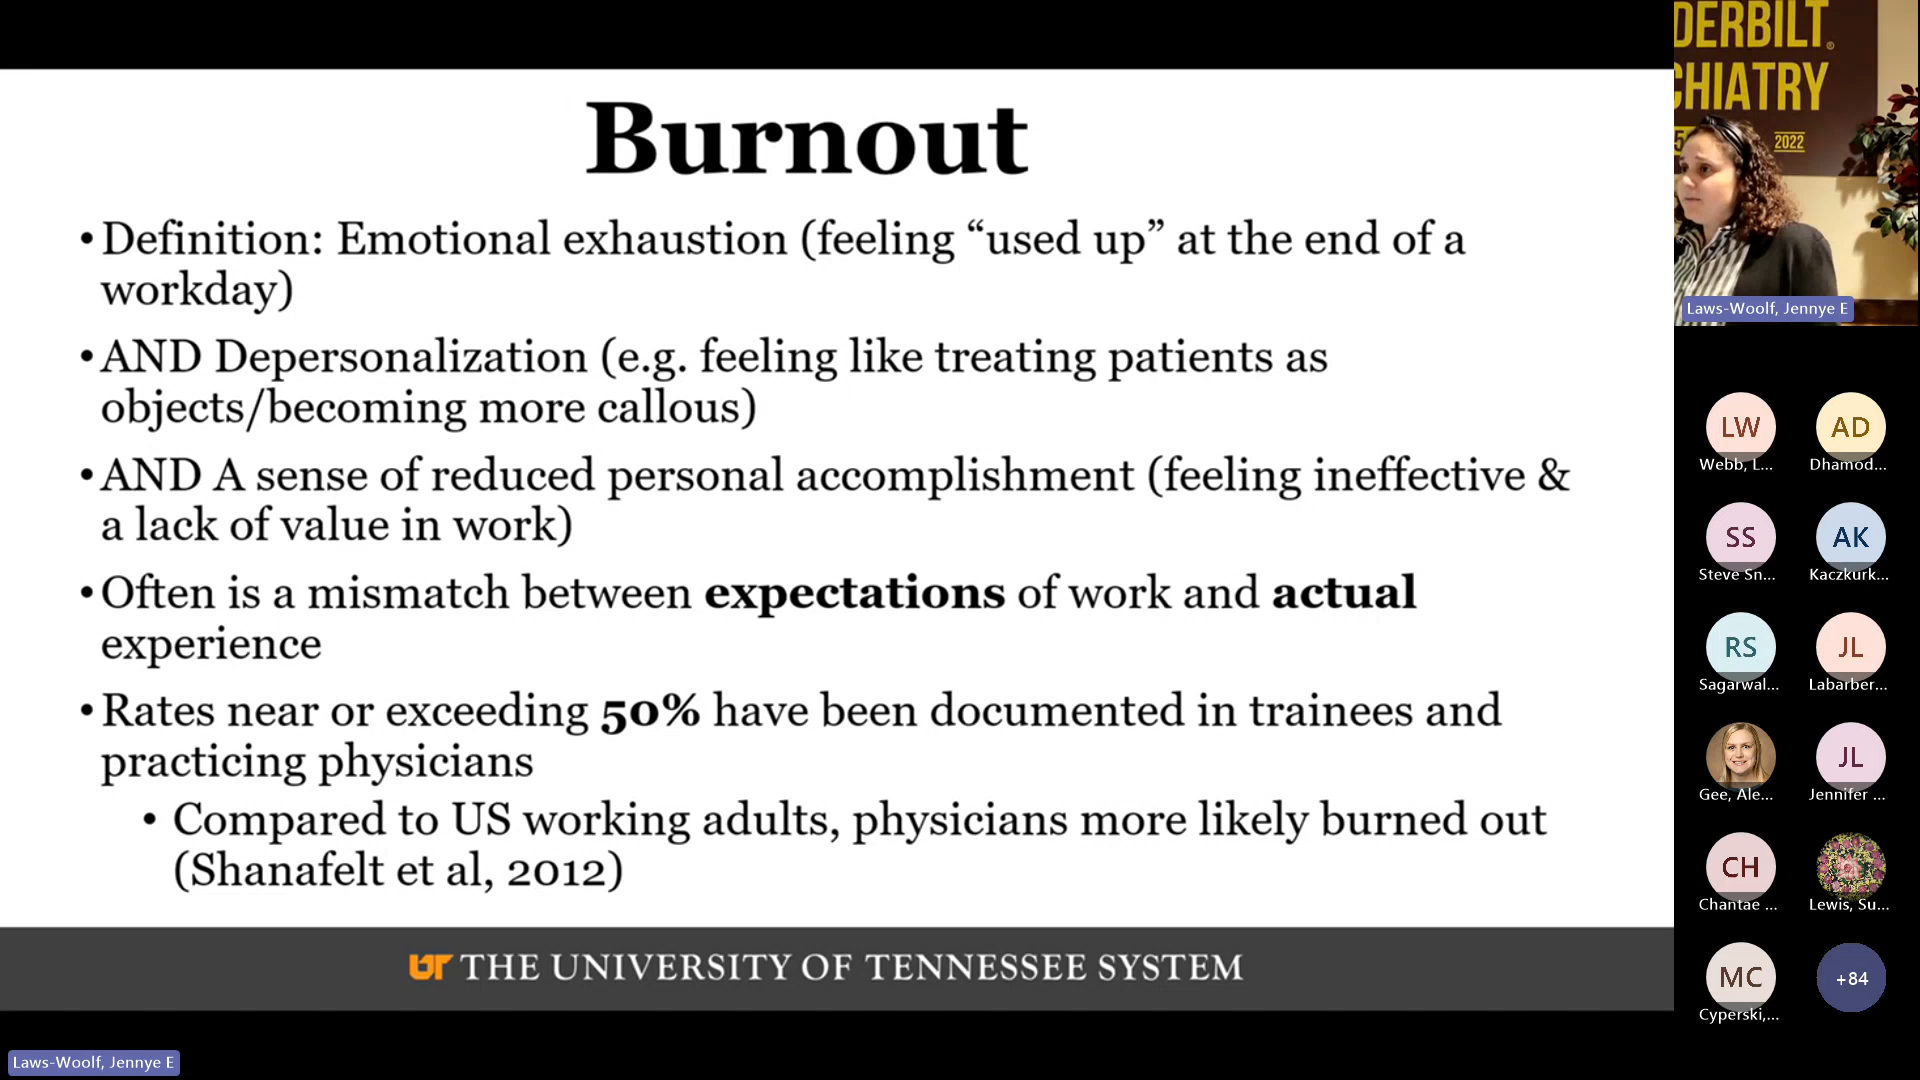 Burnout
•Definition: Emotional exhaustion (feeling “used up” at the end of a
workday)
•AND Depersonalization (e.g. feeling like treating patients as
objects/becoming more callous)
•AND A sense of reduced personal accomplishment (feeling ineffective &
a lack of value in work)
•Often is a mismatch between expectations of work and actual
experience
•Rates near or exceeding 50% have been documented in trainees and
practicing physicians
• Compared to US working adults, physicians more likely burned out
(Shanafelt et al, 2012)
UT THE UNIVERSITY OF TENNESSEE SYSTEM
Laws-Woolf, Jennye E
DERBILT®
CHIATRY
5
2022
Laws-Woolf, Jennye E
LW
AD
Webb, L...
Dhamod...
SS
AK
Steve Sn...
Kaczkurk...
RS
JL
Sagarwal...
Labarber...
JL
Gee, Ale...
Jennifer ...
CH
Chantae ...
Lewis, Su...
MC
+84
Cyperski,...